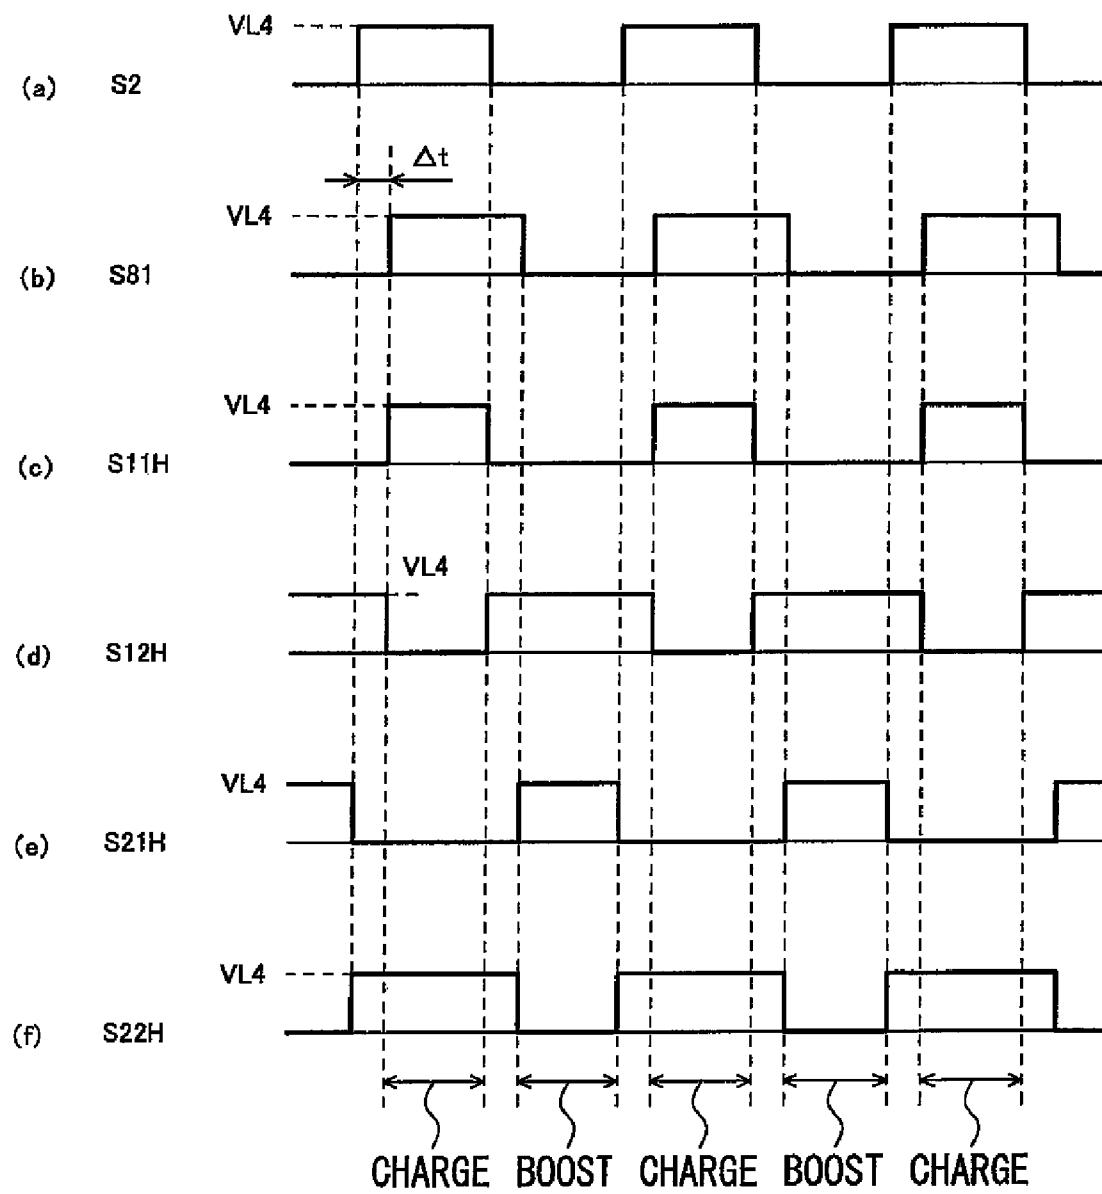 VL4
(a) S2
Δt
VL4
(b) S81
VL4
(c) S11H
VL4
(d) S12H
VL4
(e) S21H
VL4
(f) S22H
CHARGE BOOST CHARGE BOOST CHARGE